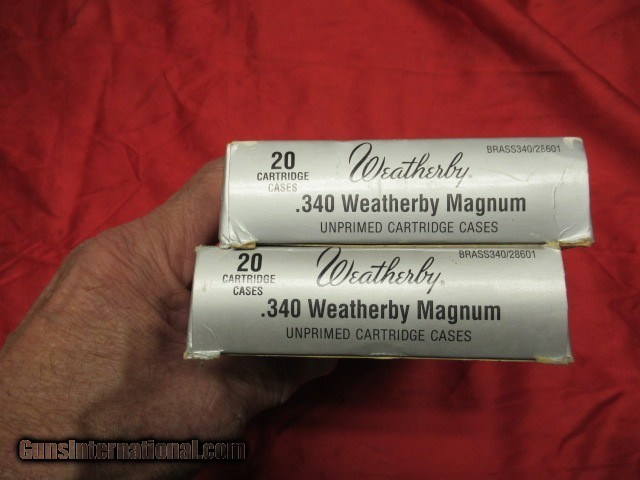 20
CARTRIDGE
CASES
Weatherby®
BRASS340/28601
.340 Weatherby Magnum
UNPRIMED CARTRIDGE CASES
20
CARTRIDGE
CASES
Weatherby®
BRASS340/28601
.340 Weatherby Magnum
UNPRIMED CARTRIDGE CASES
GunsInternational.com